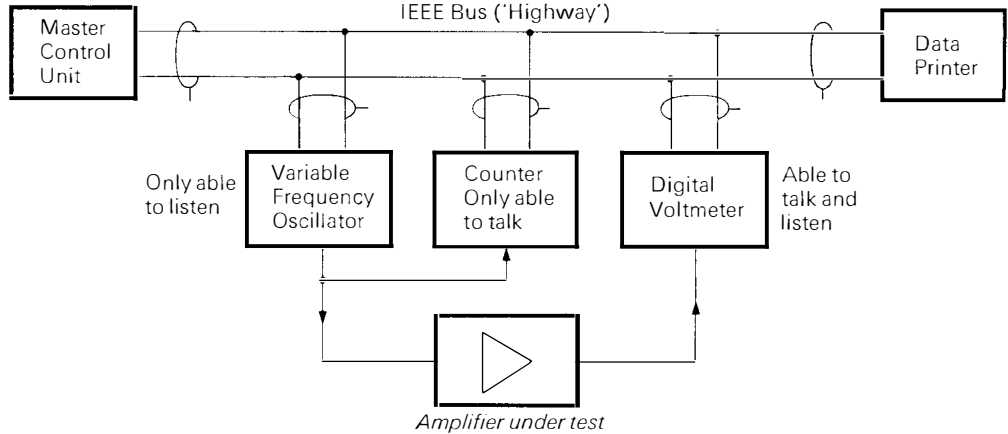 IEEE Bus (‘Highway’)
Master
Control
Unit
Data
Printer
Only able
to listen
Variable
Frequency
Oscillator
Counter
Only able
to talk
Digital
Voltmeter
Able to
talk and
listen
Amplifier under test